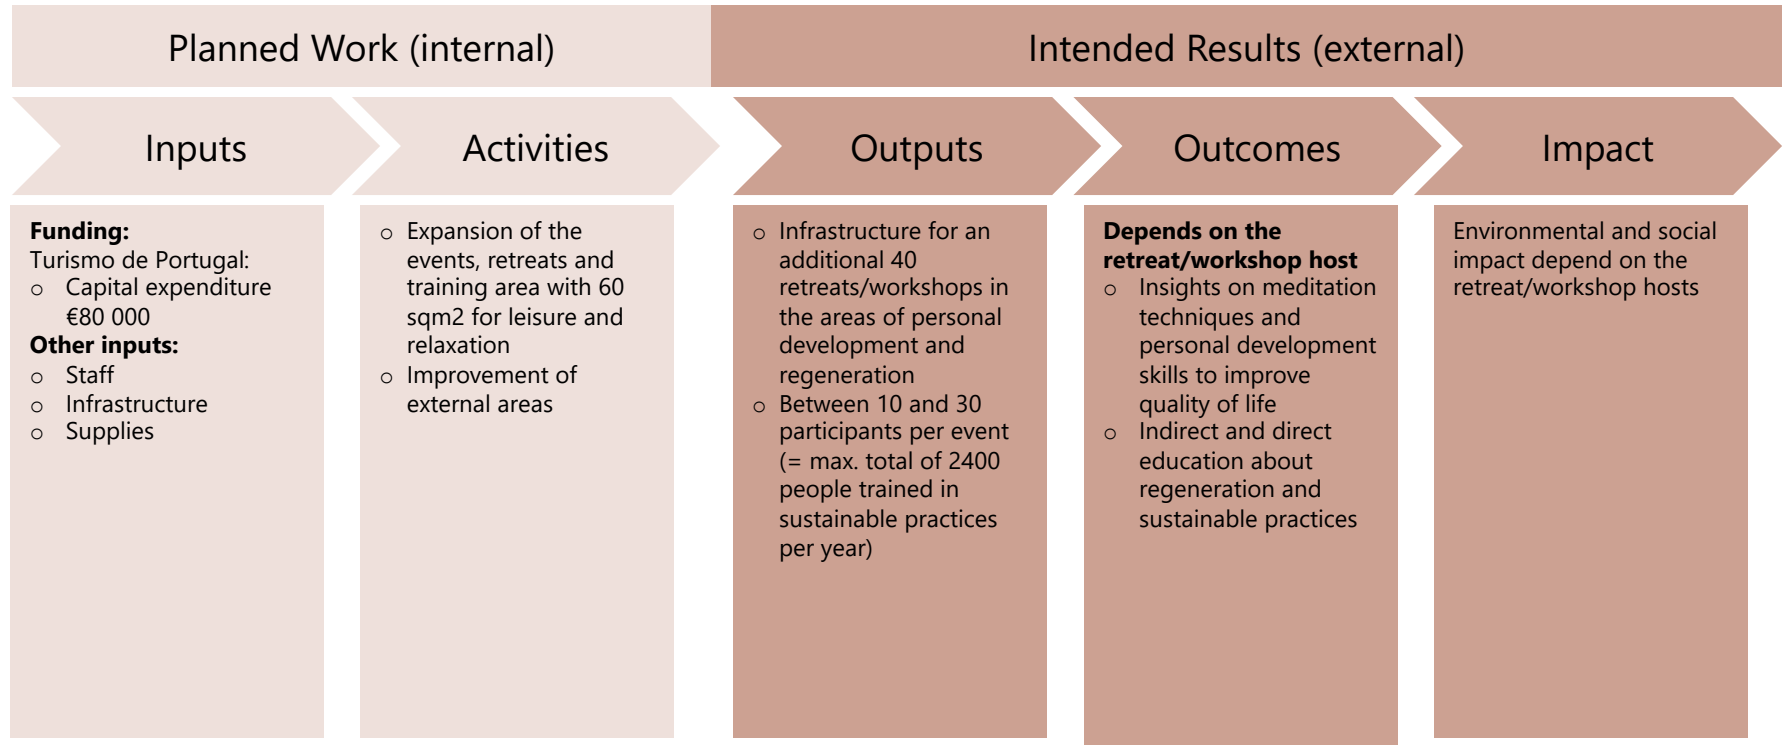 Planned Work (internal)
Intended Results (external)
Inputs
Activities
Outputs
Outcomes
Impact
Funding:
Turismo de Portugal:
o Capital expenditure
€80 000
Other inputs:
o Staff
o Infrastructure
o Supplies
o Expansion of the
events, retreats and
training area with 60
sqm2 for leisure and
relaxation
o Improvement of
external areas
o Infrastructure for an
additional 40
retreats/workshops in
the areas of personal
development and
regeneration
o Between 10 and 30
participants per event
(= max. total of 2400
people trained in
sustainable practices
per year)
Depends on the
retreat/workshop host
o Insights on meditation
techniques and
personal development
skills to improve
quality of life
o Indirect and direct
education about
regeneration and
sustainable practices
Environmental and social
impact depend on the
retreat/workshop hosts